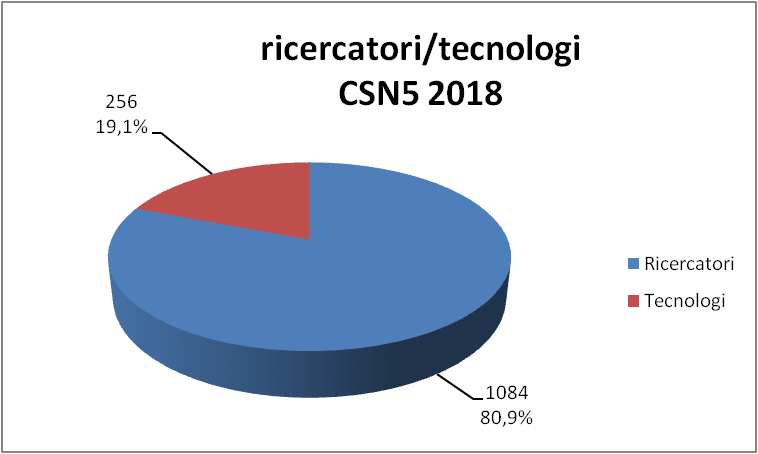 ricercatori/tecnologi
CSN5 2018
256
19,1%
Ricercatori
Tecnologi
1084
80,9%